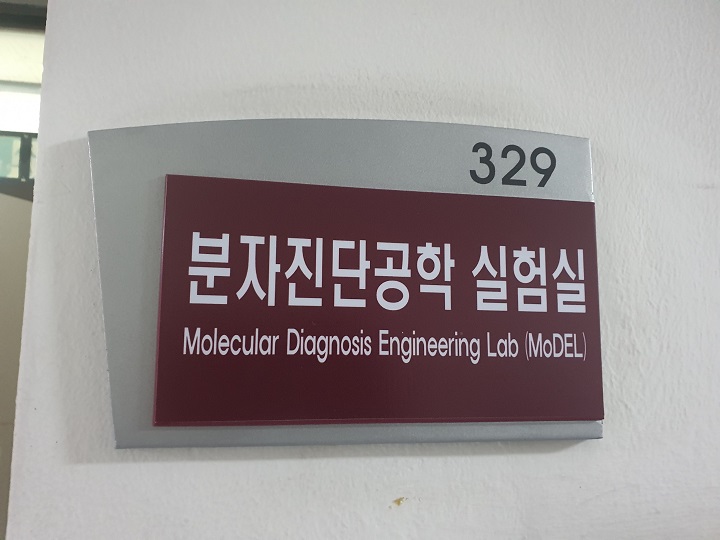 329
분자진단공학 실험실
Molecular Diagnosis Engineering Lab (MoDEL)